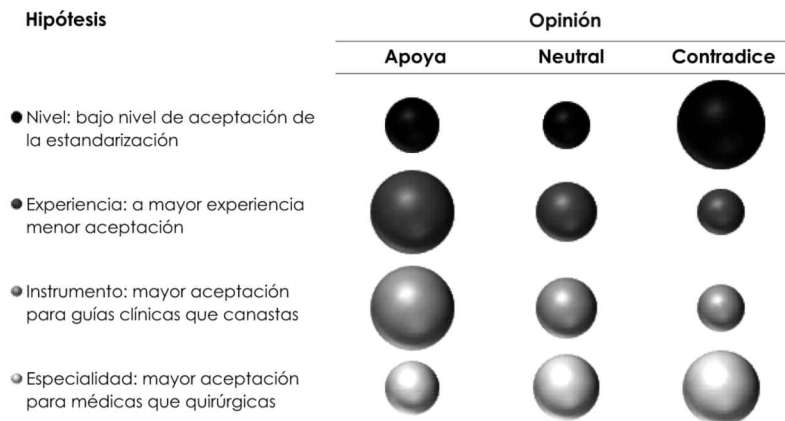 Hipótesis
Opinión
Apoya Neutral Contradice
Nivel: bajo nivel de aceptación de
la estandarización
Experiencia: a mayor experiencia
menor aceptación
Instrumento: mayor aceptación
para guías clínicas que canastas
Especialidad: mayor aceptación
para médicas que quirúrgicas